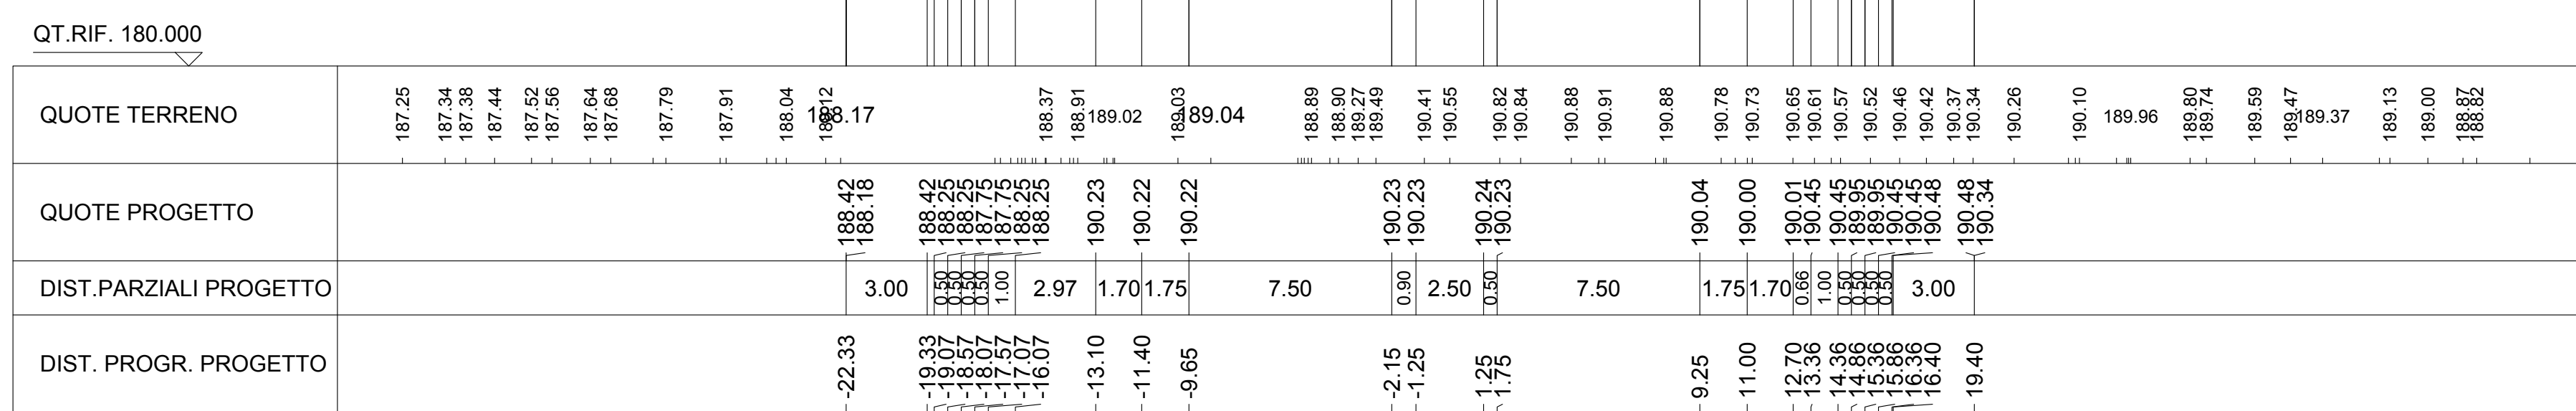 QT.RIF. 180.000
QUOTE TERRENO 187.25 187.34 187.38 187.44 187.52 187.56 187.64 187.68 187.79 187.91 188.04 188.12 188.17 188.37 188.91 189.02 189.03 189.04 188.89 188.90 189.27 189.49 190.41 190.55 190.82 190.84 190.88 190.91 190.88 190.78 190.73 190.65 190.61 190.57 190.52 190.46 190.42 190.37 190.34 190.26 190.10 189.96 189.80 189.74 189.59 189.47 189.37 189.13 189.00 188.87 188.82
QUOTE PROGETTO 188.42 188.18 188.42 188.25 188.25 187.75 187.75 188.25 188.25 190.23 190.22 190.22 190.23 190.23 190.24 190.23 190.04 190.00 190.01 190.45 190.45 189.95 189.95 190.45 190.45 190.48 190.48 190.34
DIST.PARZIALI PROGETTO 3.00 0.50 0.50 0.50 0.50 1.00 2.97 1.70 1.75 7.50 0.90 2.50 0.50 7.50 1.75 1.70 0.66 1.00 0.50 0.50 0.50 0.50 3.00
DIST. PROGR. PROGETTO -22.33 -19.33 -19.07 -18.57 -18.07 -17.57 -17.07 -16.07 -13.10 -11.40 -9.65 -2.15 -1.25 1.25 1.75 9.25 11.00 12.70 13.36 14.36 14.86 15.36 15.86 16.36 16.40 19.40